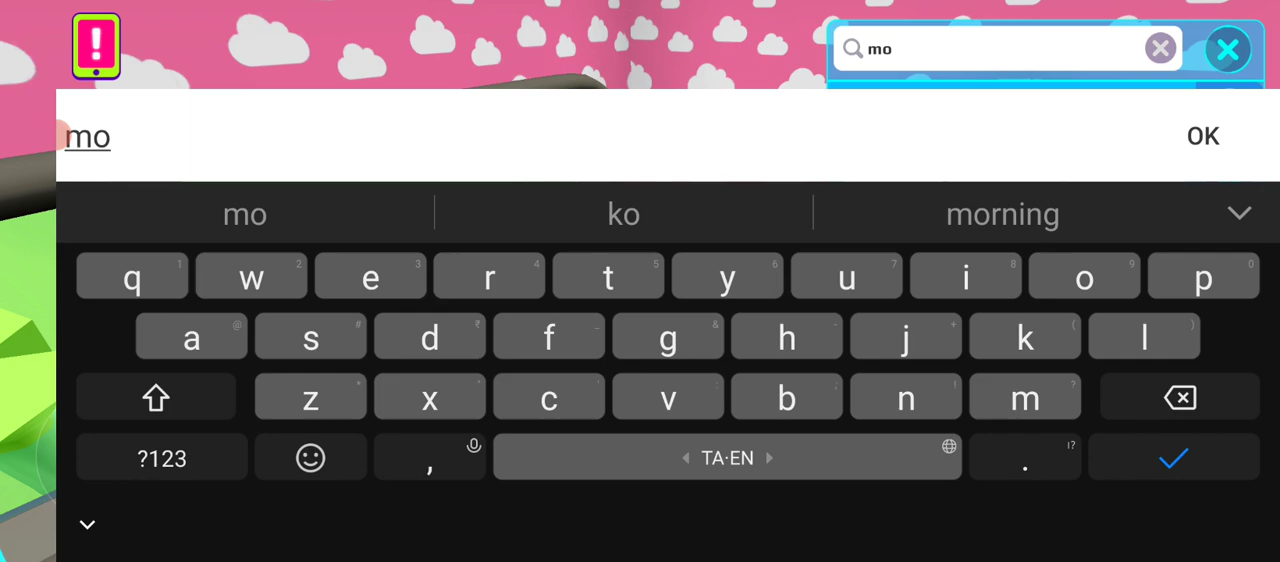 !
mo
mo
OK
mo
ko
morning
q 1 w 2 e 3 r 4 t 5 y 6 u 7 i 8 o 9 p 0
a @ s # d ₹ f _ g & h - j + k ( l )
z * x " c ' v : b ; n ! m ?
?123 , TA·EN . !?